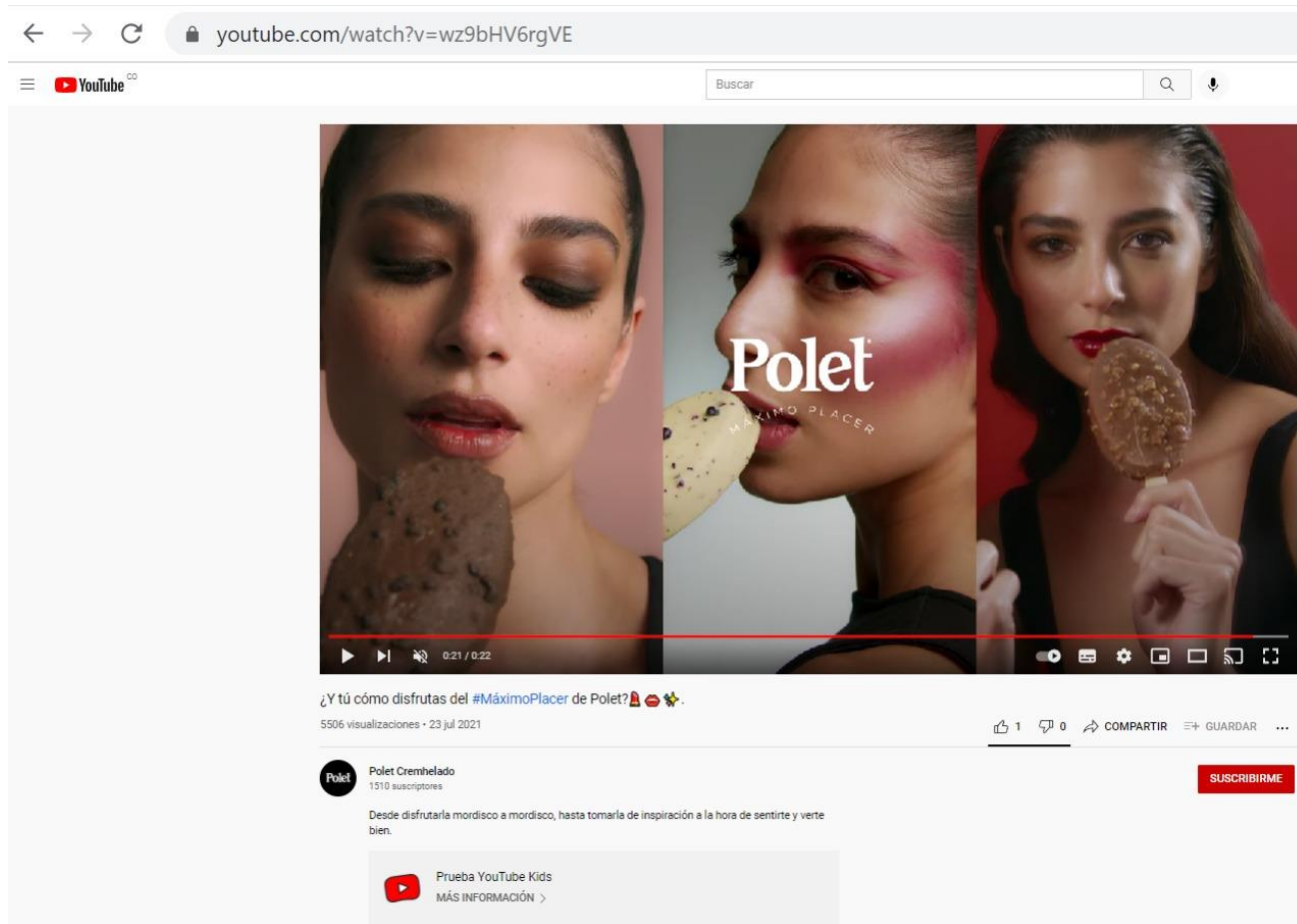 youtube.com/watch?v=wz9bHV6rgVE
YouTube CO
Buscar
Polet
MÁXIMO PLACER
0:21 / 0:22
¿Y tú cómo disfrutas del #MáximoPlacer de Polet?💄👄✨.
5506 visualizaciones • 23 jul 2021
1 0 COMPARTIR GUARDAR ...
Polet
Polet Cremhelado
1510 suscriptores
SUSCRIBIRME
Desde disfrutarla mordisco a mordisco, hasta tomarla de inspiración a la hora de sentirte y verte
bien.
Prueba YouTube Kids
MÁS INFORMACIÓN >